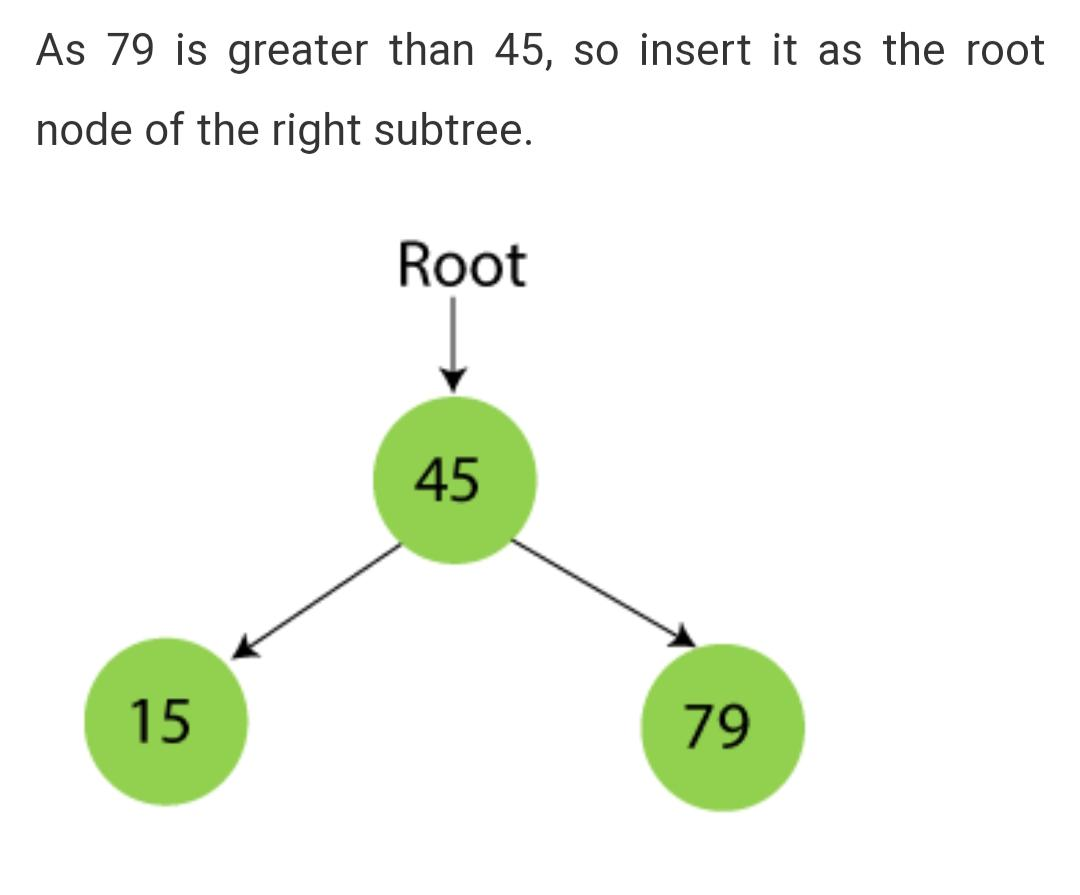 As 79 is greater than 45, so insert it as the root
node of the right subtree.
Root
45
15
79